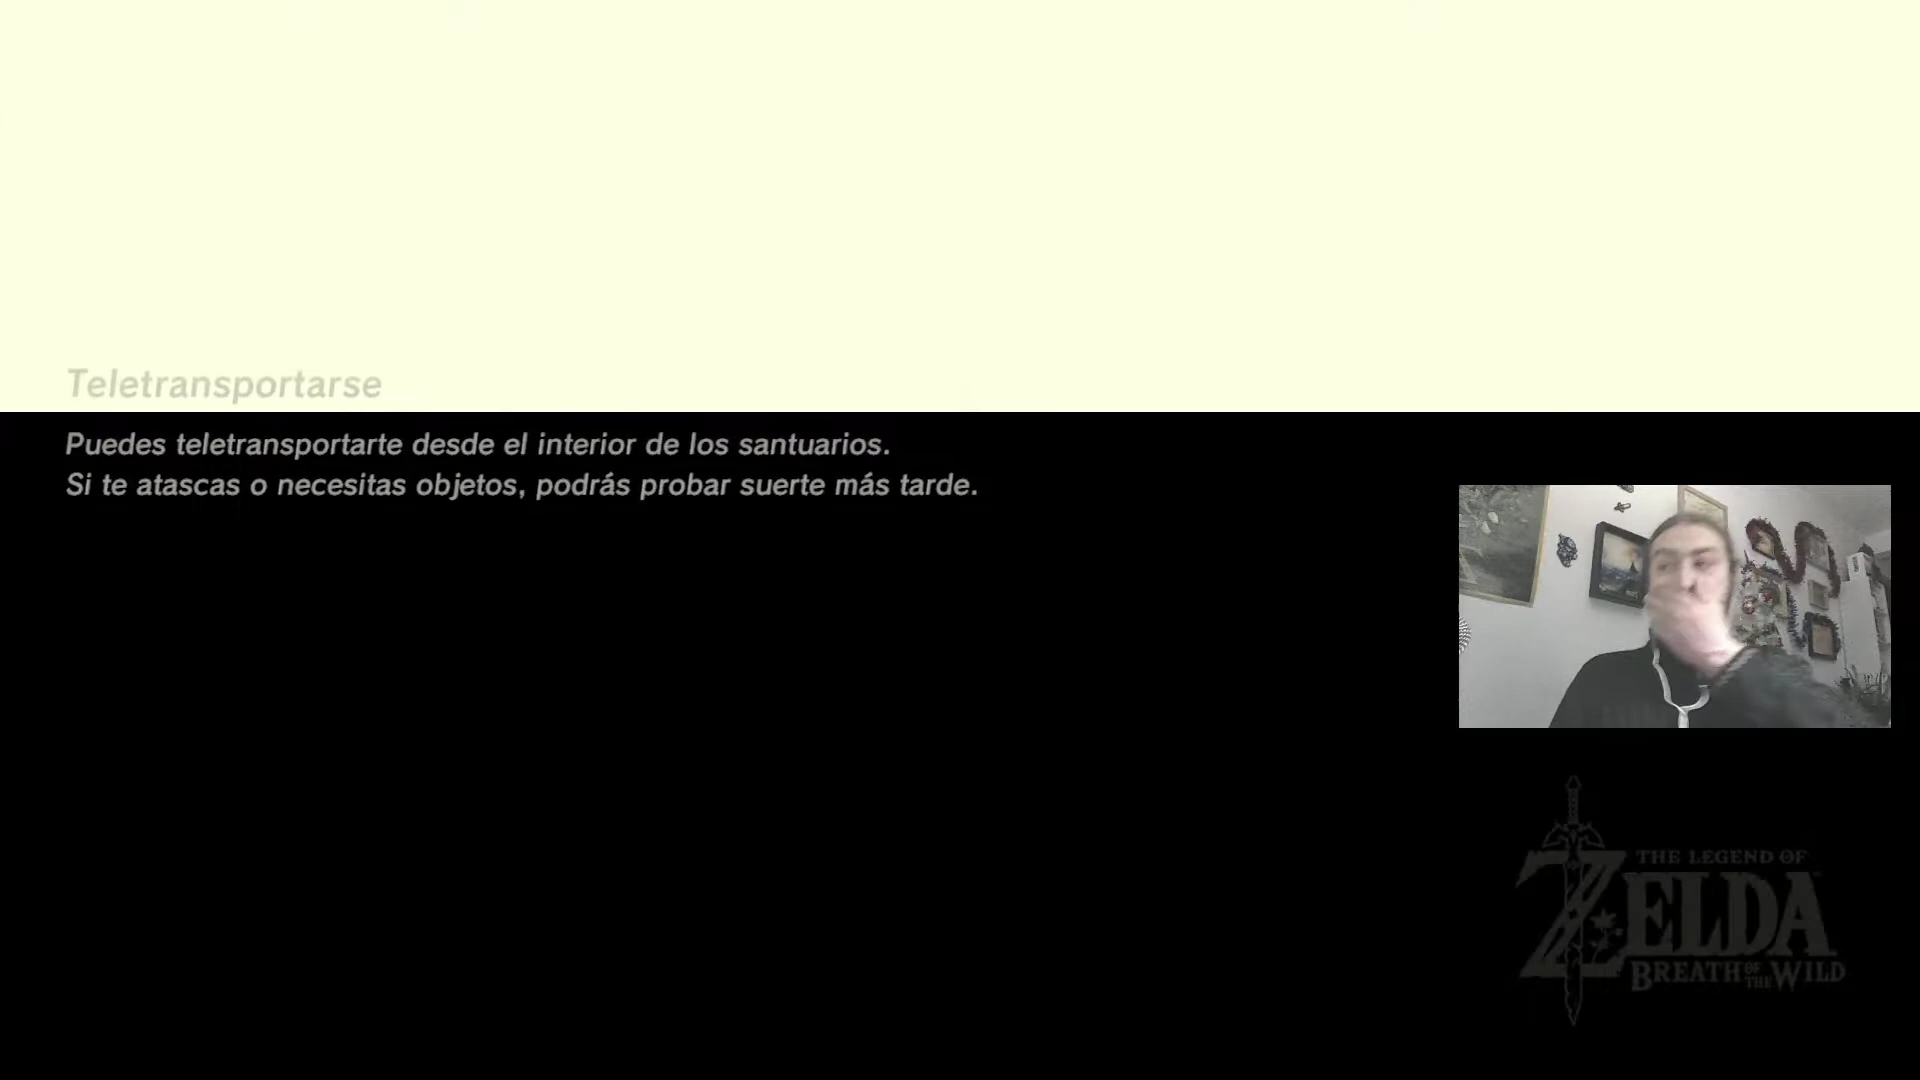 Teletransportarse
Puedes teletransportarte desde el interior de los santuarios.
Si te atascas o necesitas objetos, podrás probar suerte más tarde.
THE LEGEND OF
ZELDA
BREATH OF THE WILD